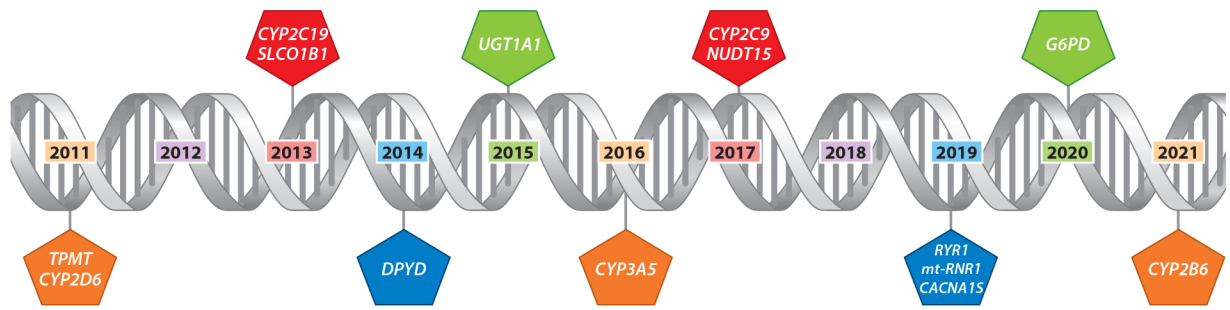 CYP2C19
SLCO1B1
UGT1A1
CYP2C9
NUDT15
G6PD
2011
2012
2013
2014
2015
2016
2017
2018
2019
2020
2021
TPMT
CYP2D6
DPYD
CYP3A5
RYR1
mt-RNR1
CACNA1S
CYP2B6